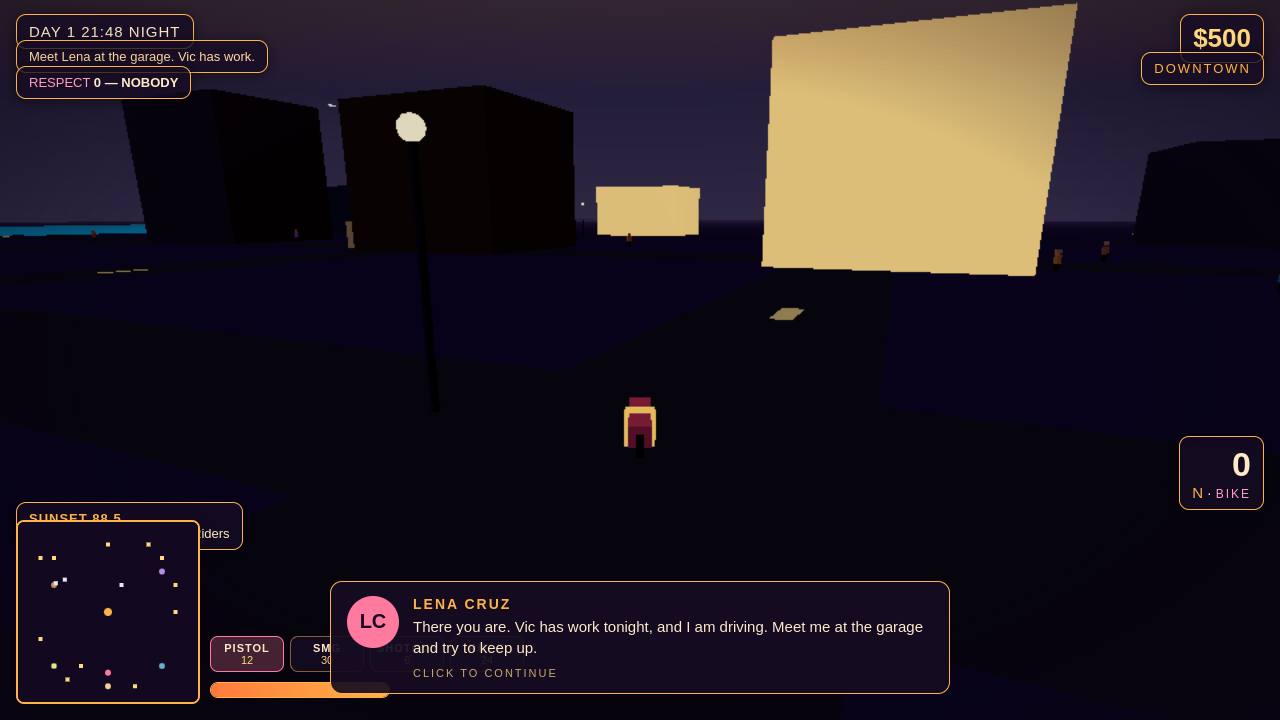 DAY 1 21:48 NIGHT
Meet Lena at the garage. Vic has work.
RESPECT 0 — NOBODY
$500
DOWNTOWN
0
N · BIKE
SUNSET 88.5
PISTOL
12
SMG
30
LC
LENA CRUZ
There you are. Vic has work tonight, and I am driving. Meet me at the garage
and try to keep up.
CLICK TO CONTINUE